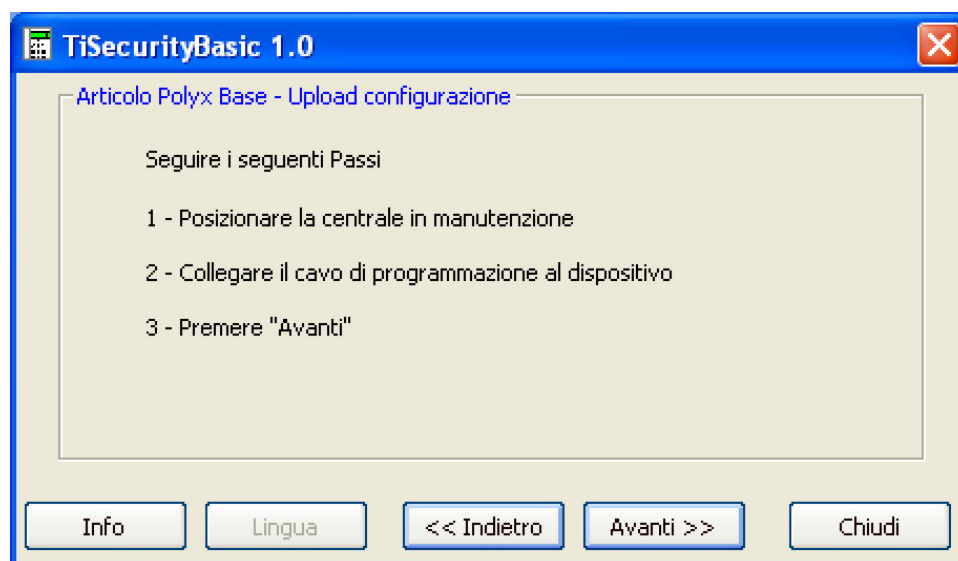 TiSecurityBasic 1.0
Articolo Polyx Base - Upload configurazione
Seguire i seguenti Passi
1 - Posizionare la centrale in manutenzione
2 - Collegare il cavo di programmazione al dispositivo
3 - Premere "Avanti"
Info Lingua << Indietro Avanti >> Chiudi